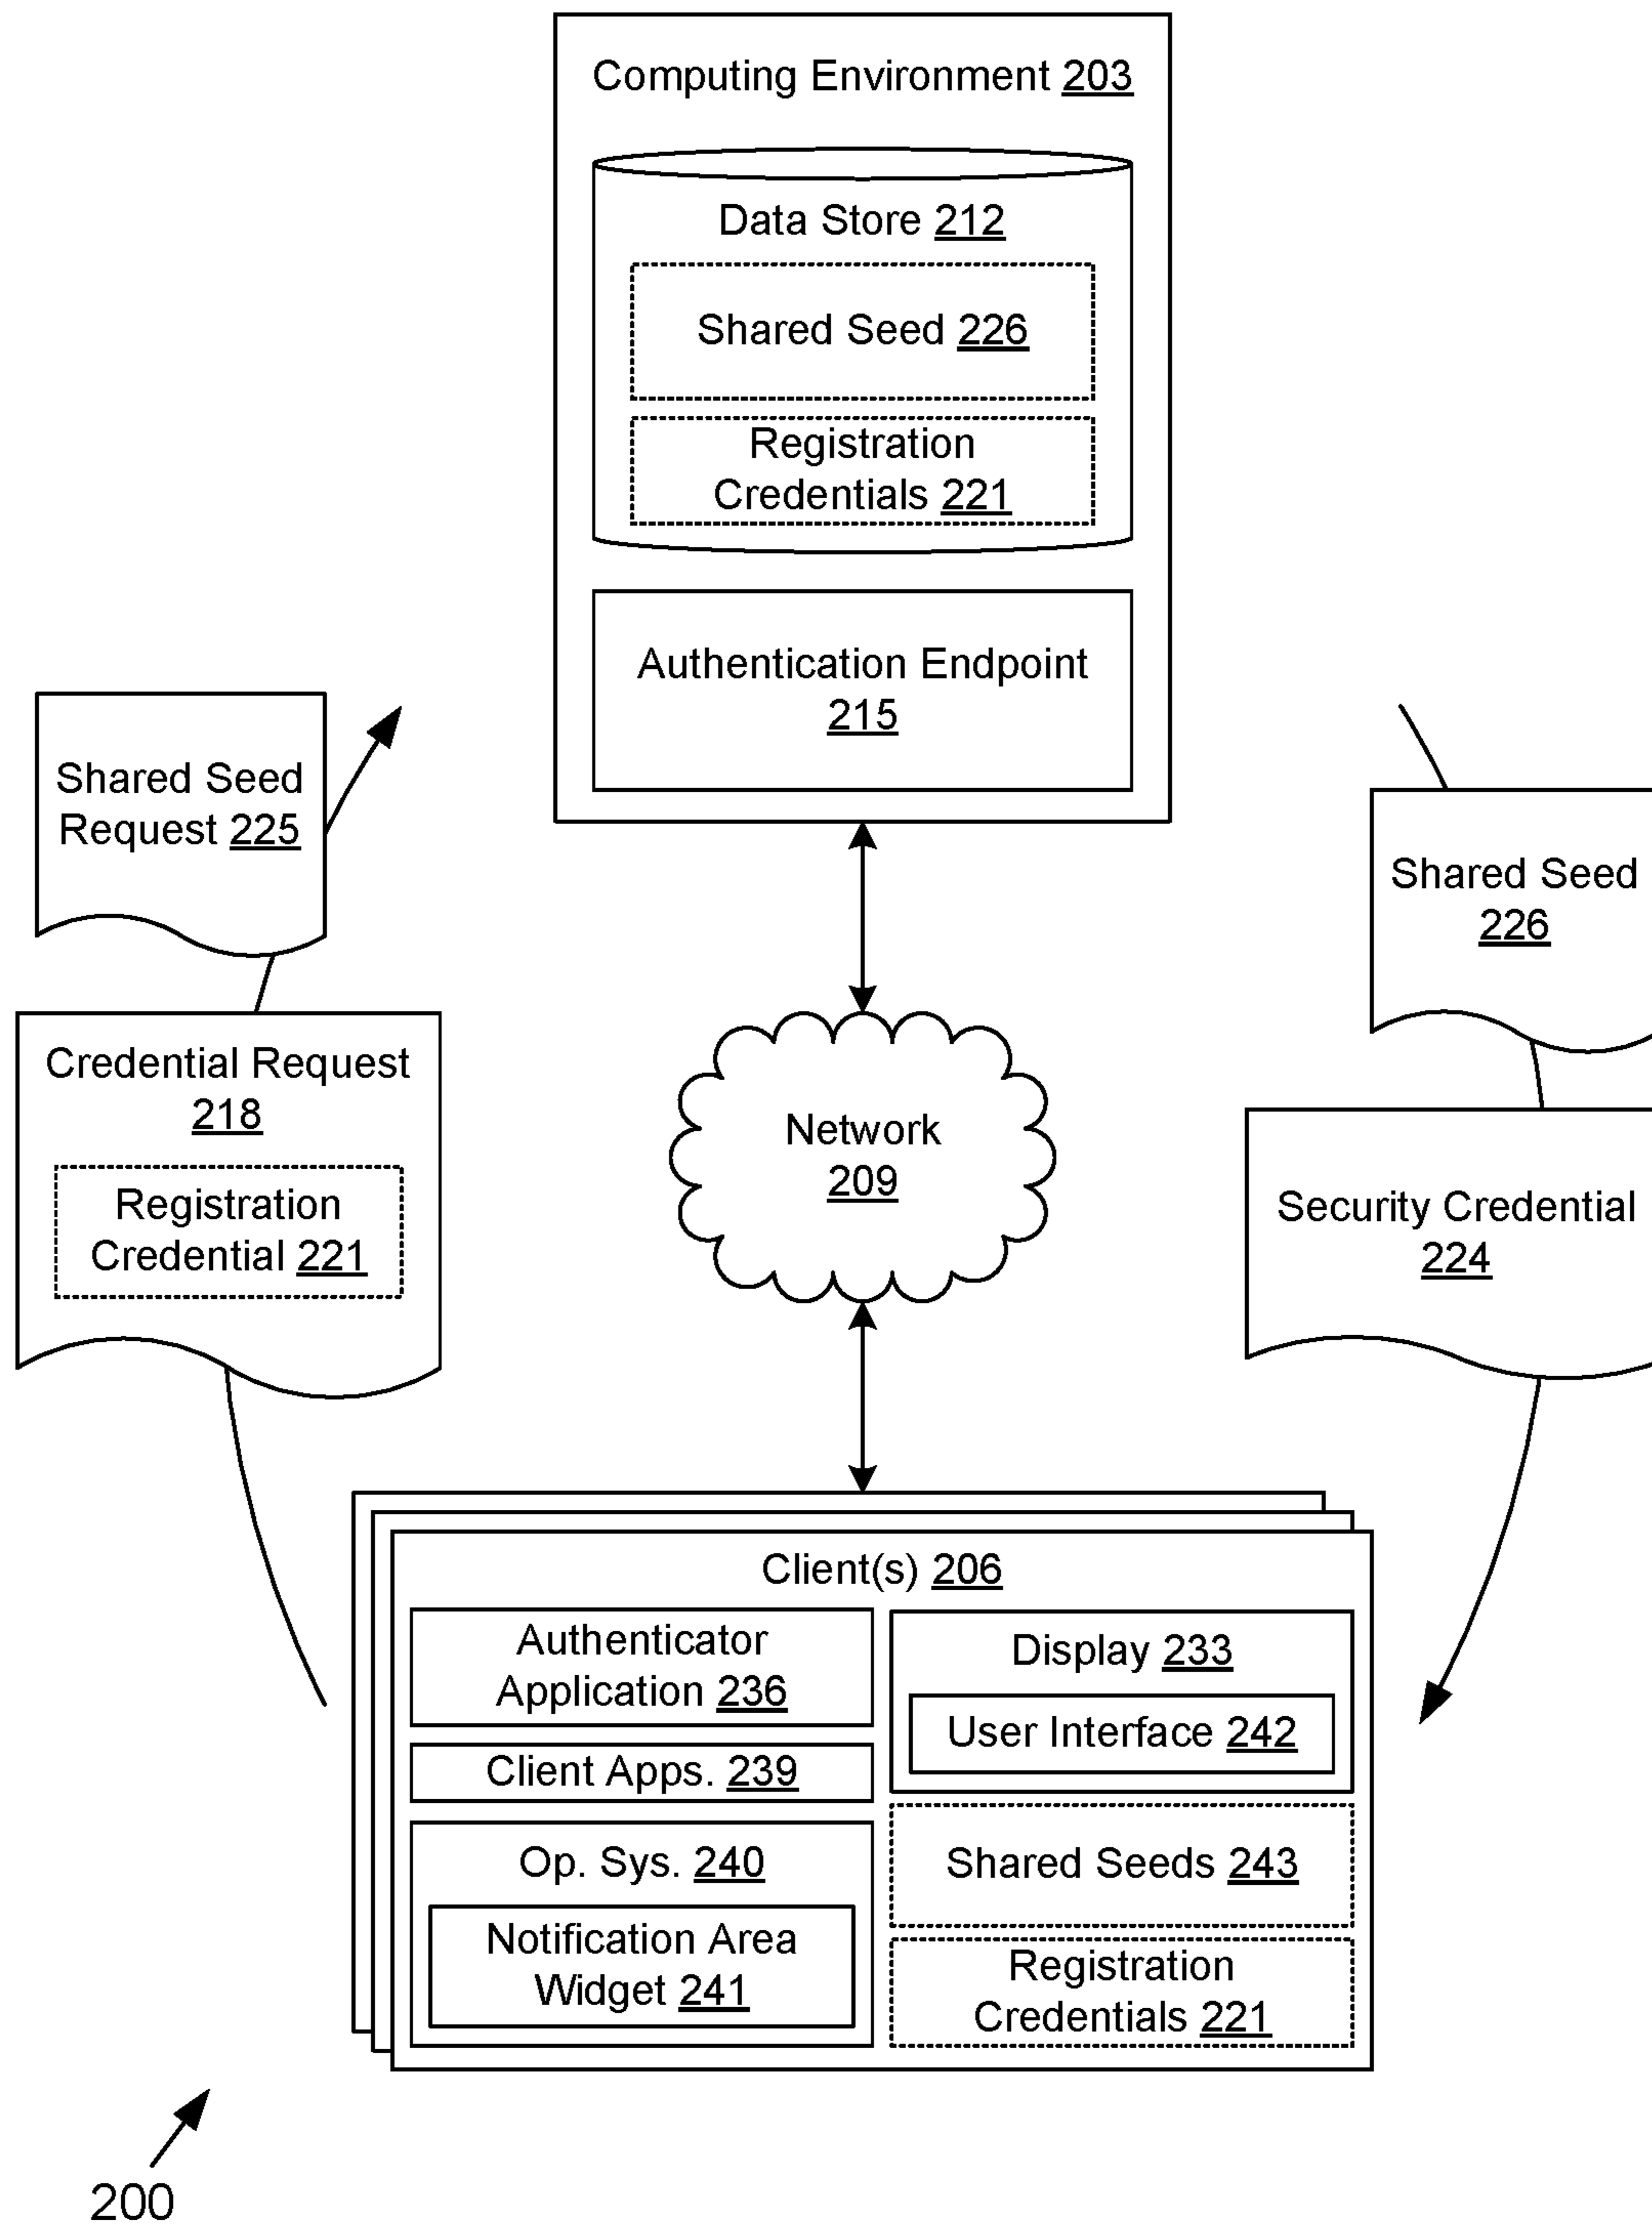 Computing Environment 203
Data Store 212
Shared Seed 226
Registration
Credentials 221
Authentication Endpoint
215
Shared Seed
Request 225
Shared Seed
226
Credential Request
218
Registration
Credential 221
Network
209
Security Credential
224
Client(s) 206
Authenticator
Application 236
Client Apps. 239
Op. Sys. 240
Notification Area
Widget 241
Display 233
User Interface 242
Shared Seeds 243
Registration
Credentials 221
200